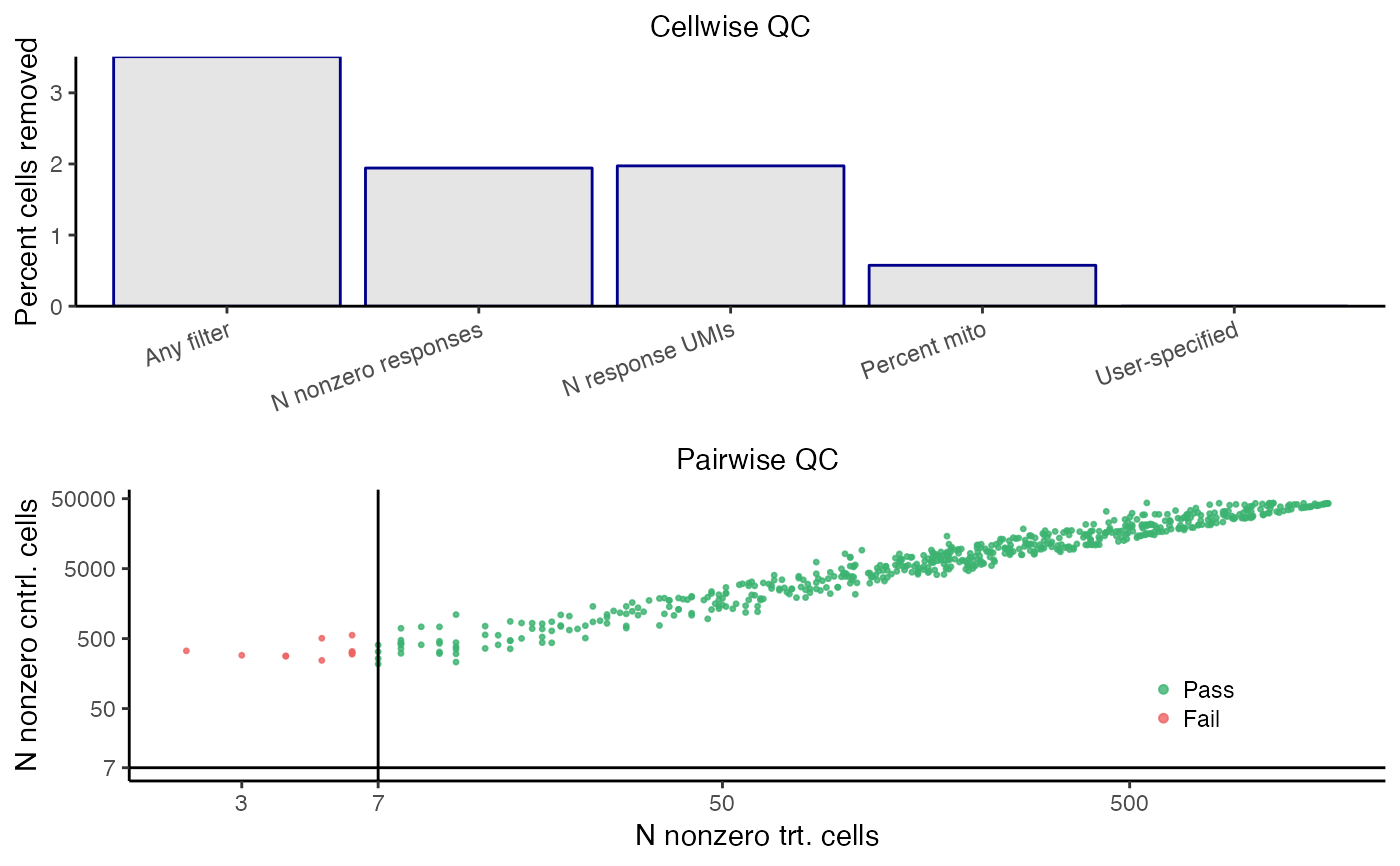 Cellwise QC
Percent cells removed
3
2
1
0
Any filter
N nonzero responses
N response UMIs
Percent mito
User-specified
Pairwise QC
N nonzero cntrl. cells
50000
5000
500
50
7
Pass
Fail
3
7
50
500
N nonzero trt. cells